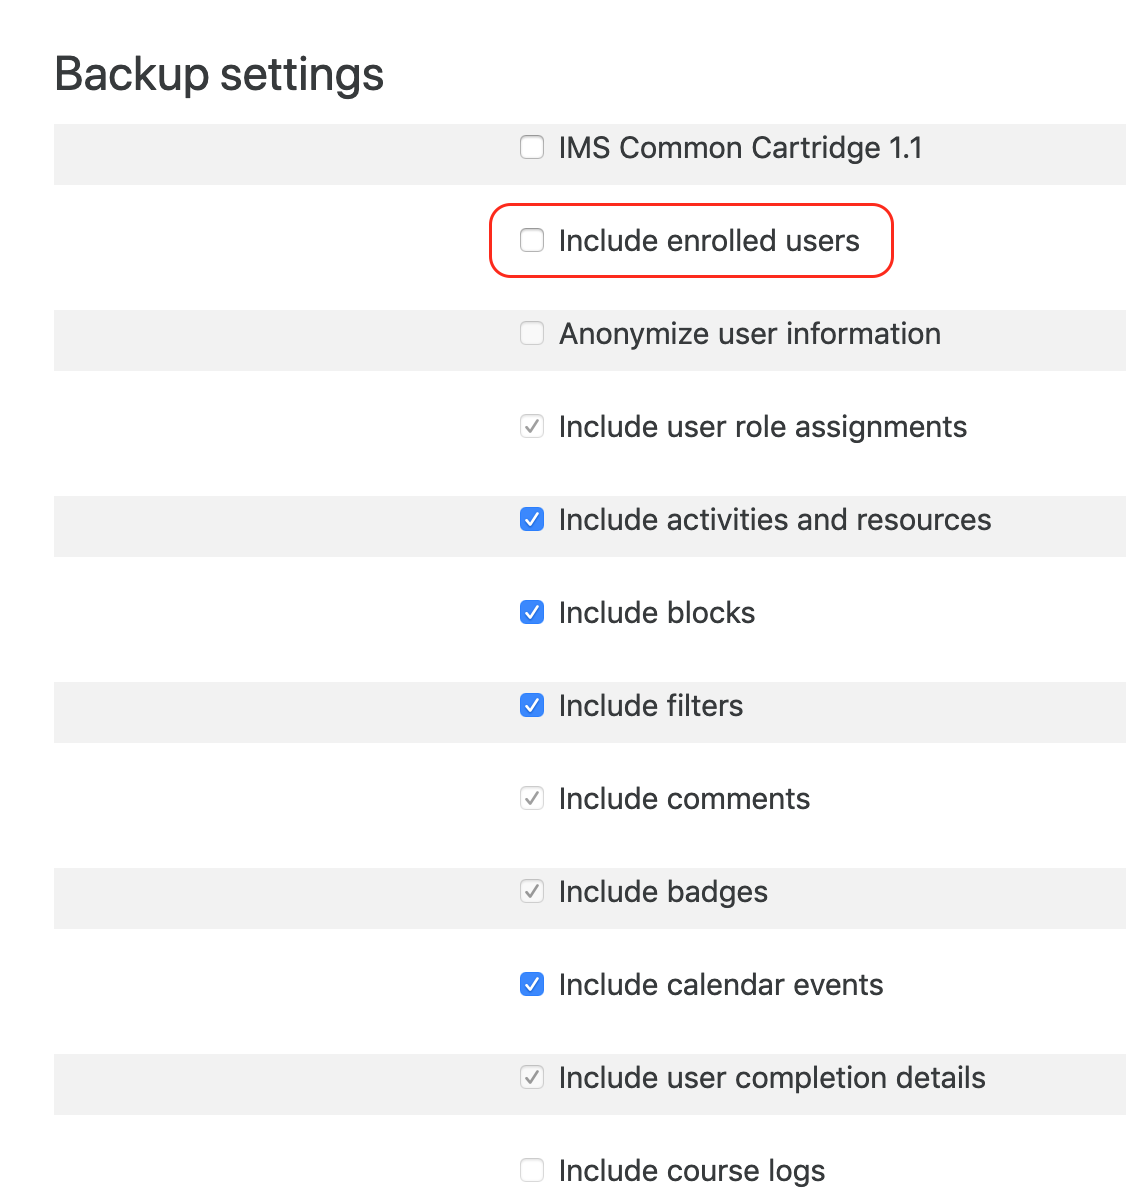 Backup settings
IMS Common Cartridge 1.1
Include enrolled users
Anonymize user information
Include user role assignments
Include activities and resources
Include blocks
Include filters
Include comments
Include badges
Include calendar events
Include user completion details
Include course logs